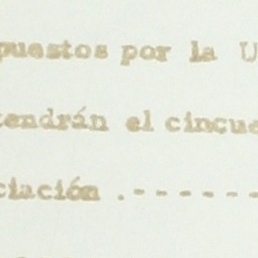 puestos por la U
tendrán el cincue
ciación .- - - - - -